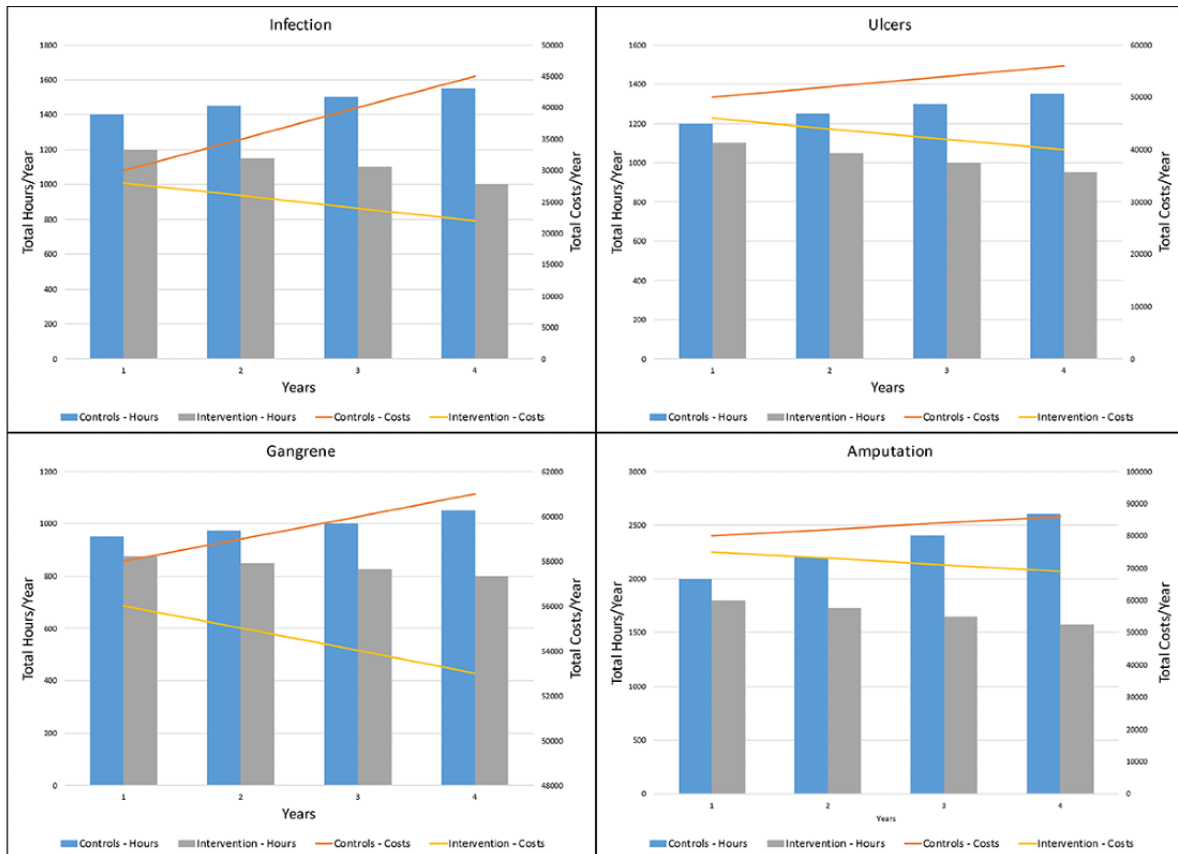 Infection
Total Hours/Year
1800
1600
1400
1200
1000
800
600
400
200
0
50000
45000
40000
35000
30000
25000
20000
15000
10000
5000
0
Total Costs/Year
1 2 3 4
Years
Controls - Hours Intervention - Hours Controls - Costs Intervention - Costs
Ulcers
Total Hours/Year
1600
1400
1200
1000
800
600
400
200
0
60000
50000
40000
30000
20000
10000
0
Total Costs/Year
1 2 3 4
Years
Controls - Hours Intervention - Hours Controls - Costs Intervention - Costs
Gangrene
Total Hours/Year
1200
1000
800
600
400
200
0
62000
60000
58000
56000
54000
52000
50000
48000
Total Costs/Year
1 2 3 4
Years
Controls - Hours Intervention - Hours Controls - Costs Intervention - Costs
Amputation
Total Hours/Year
3000
2500
2000
1500
1000
500
0
100000
90000
80000
70000
60000
50000
40000
30000
20000
10000
0
Total Costs/Year
1 2 3 4
Years
Controls - Hours Intervention - Hours Controls - Costs Intervention - Costs